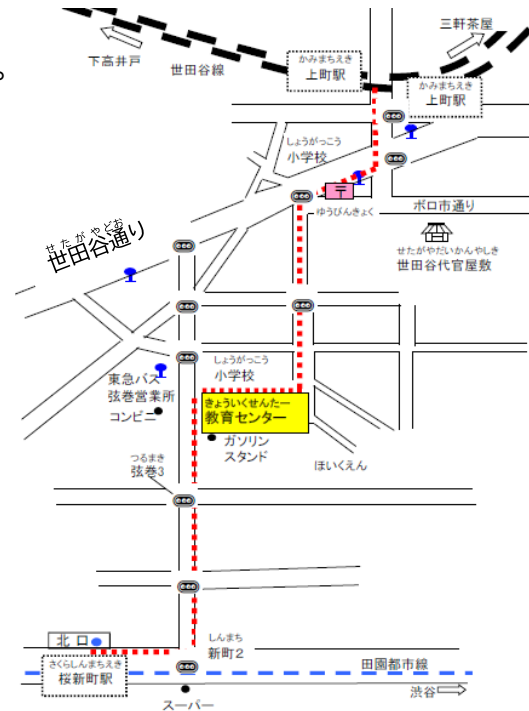 三軒茶屋
下高井戸
世田谷線
かみまちえき
上町駅
かみまちえき
上町駅
。
しょうがっこう
小学校
〒
ゆうびんきょく
ボロ市通り
せたがやだいかんやしき
世田谷代官屋敷
せたがやどお
世田谷通り
しょうがっこう
小学校
東急バス
弦巻営業所
コンビニ
きょういくせんたー
教育センター
ガソリン
スタンド
ほいくえん
つるまき
弦巻3
しんまち
新町2
北口
さくらしんまちえき
桜新町駅
田園都市線
渋谷
スーパー